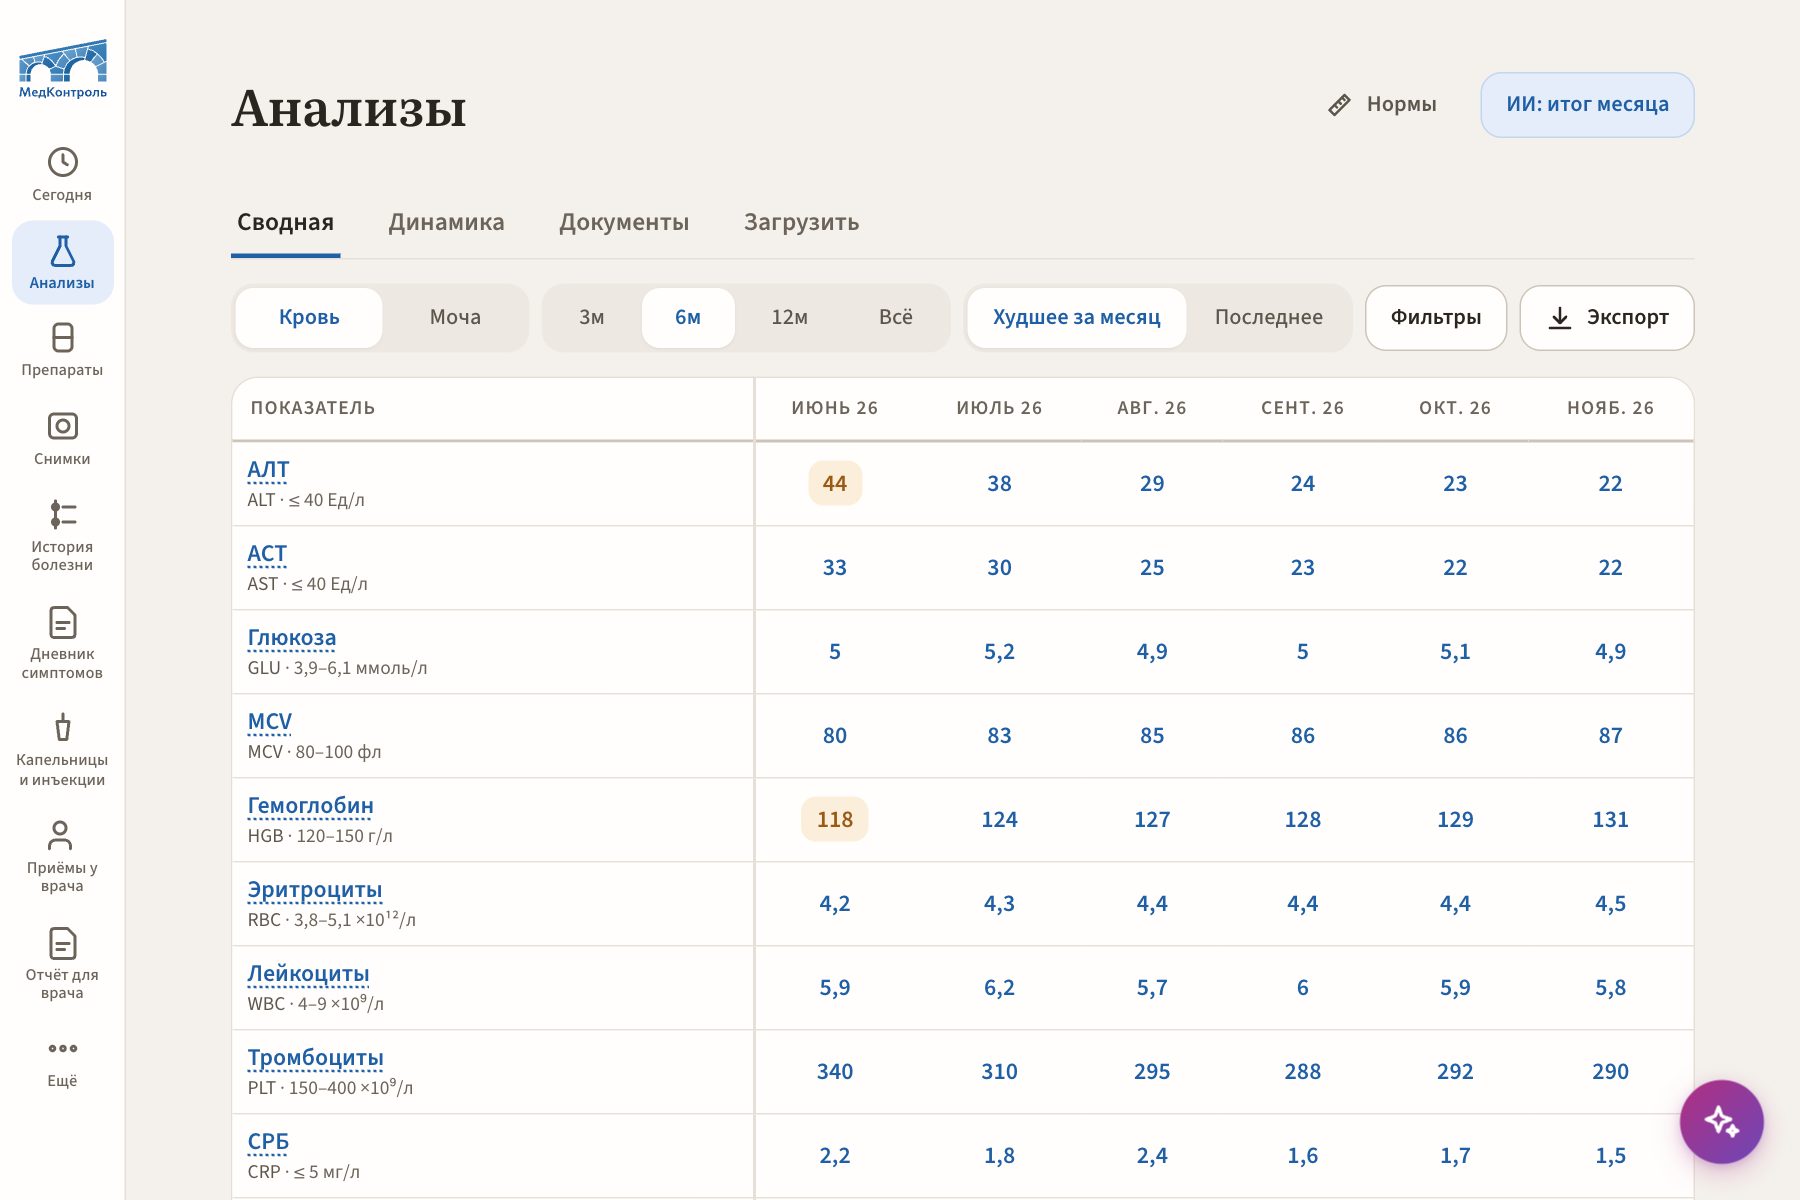 МедКонтроль
Сегодня
Анализы
Препараты
Снимки
История
болезни
Дневник
симптомов
Капельницы
и инъекции
Приёмы у
врача
Отчёт для
врача
Ещё
Анализы
Нормы
ИИ: итог месяца
Сводная Динамика Документы Загрузить
Кровь Моча 3м 6м 12м Всё Худшее за месяц Последнее Фильтры Экспорт
ПОКАЗАТЕЛЬ ИЮНЬ 26 ИЮЛЬ 26 АВГ. 26 СЕНТ. 26 ОКТ. 26 НОЯБ. 26
АЛТ
ALT · ≤ 40 Ед/л
44 38 29 24 23 22
АСТ
AST · ≤ 40 Ед/л
33 30 25 23 22 22
Глюкоза
GLU · 3,9–6,1 ммоль/л
5 5,2 4,9 5 5,1 4,9
MCV
MCV · 80–100 фл
80 83 85 86 86 87
Гемоглобин
HGB · 120–150 г/л
118 124 127 128 129 131
Эритроциты
RBC · 3,8–5,1 ×10¹²/л
4,2 4,3 4,4 4,4 4,4 4,5
Лейкоциты
WBC · 4–9 ×10⁹/л
5,9 6,2 5,7 6 5,9 5,8
Тромбоциты
PLT · 150–400 ×10⁹/л
340 310 295 288 292 290
СРБ
CRP · ≤ 5 мг/л
2,2 1,8 2,4 1,6 1,7 1,5